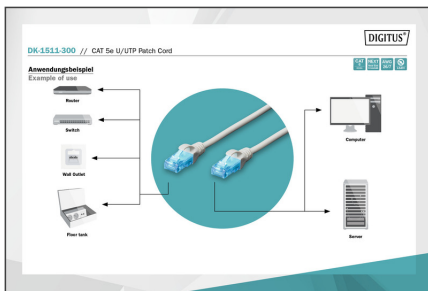 DIGITUS®
DK-1511-300 // CAT 5e U/UTP Patch Cord
Anwendungsbeispiel
Example of use
Router
Switch
Wall Outlet
Floor tank
Computer
Server